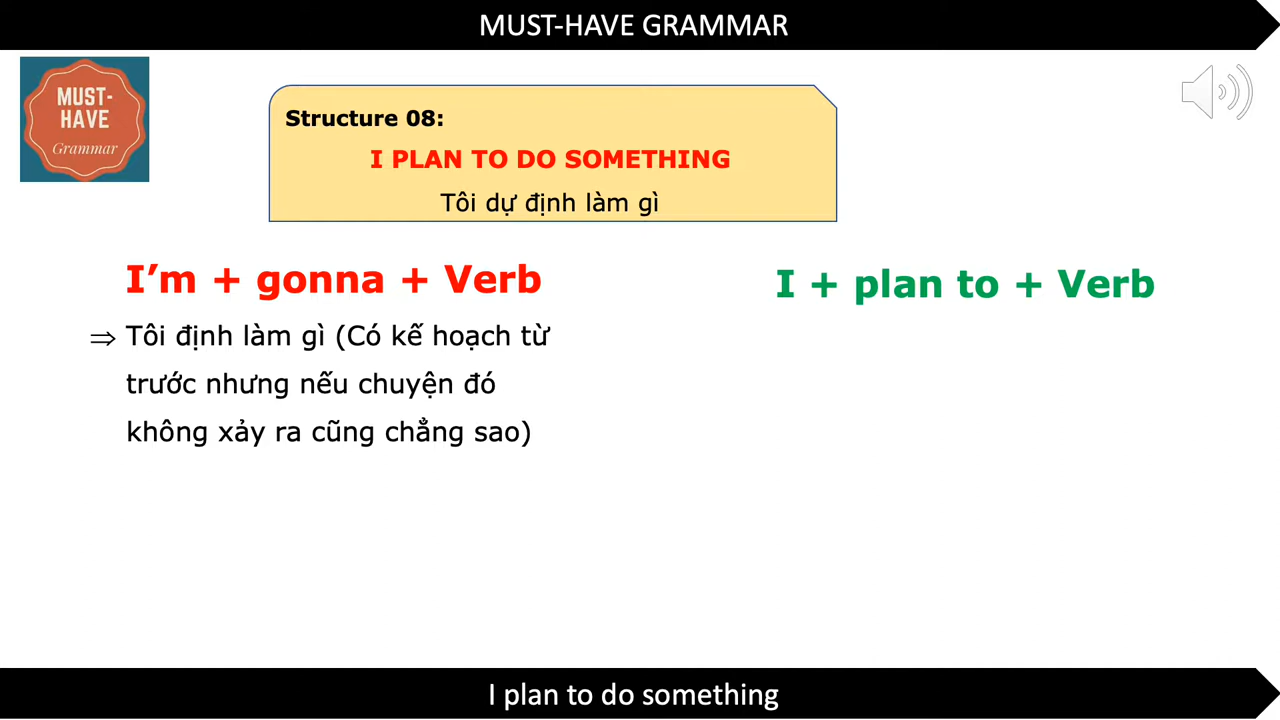 MUST-HAVE GRAMMAR
MUST-
HAVE
Grammar
Structure 08:
I PLAN TO DO SOMETHING
Tôi dự định làm gì
I’m + gonna + Verb
I + plan to + Verb
⇒ Tôi định làm gì (Có kế hoạch từ
trước nhưng nếu chuyện đó
không xảy ra cũng chẳng sao)
I plan to do something